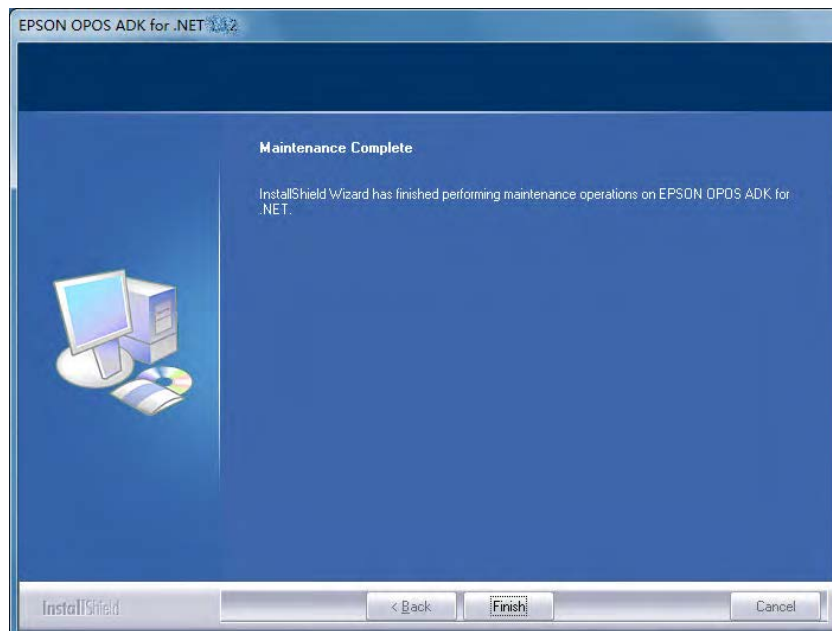 EPSON OPOS ADK for .NET
Maintenance Complete
InstallShield Wizard has finished performing maintenance operations on EPSON OPOS ADK for
.NET.
InstallShield
< Back
Finish
Cancel